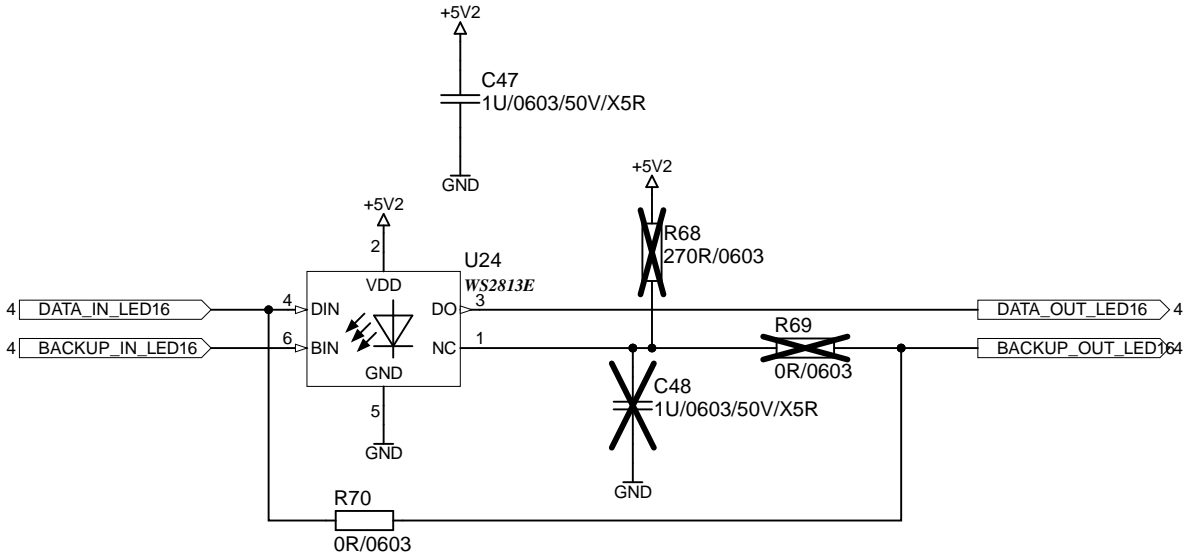 +5V2
C47
1U/0603/50V/X5R
GND
+5V2
R68
270R/0603
+5V2
2
U24
WS2813E
VDD
4 DATA_IN_LED16 4 DIN DO 3 DATA_OUT_LED16 4
R69
4 BACKUP_IN_LED16 6 BIN NC 1 BACKUP_OUT_LED16 4
0R/0603
GND
C48
1U/0603/50V/X5R
5
GND
GND
R70
0R/0603